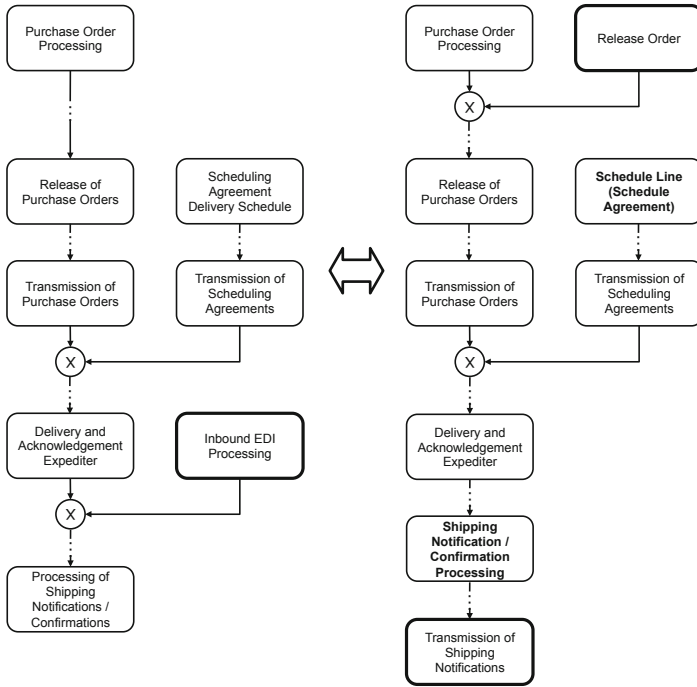 Purchase Order
Processing
Release of
Purchase Orders
Scheduling
Agreement
Delivery Schedule
Transmission of
Purchase Orders
Transmission of
Scheduling
Agreements
X
Delivery and
Acknowledgement
Expediter
Inbound EDI
Processing
X
Processing of
Shipping
Notifications /
Confirmations
Purchase Order
Processing
Release Order
X
Release of
Purchase Orders
Schedule Line
(Schedule
Agreement)
Transmission of
Purchase Orders
Transmission of
Scheduling
Agreements
X
Delivery and
Acknowledgement
Expediter
Shipping
Notification /
Confirmation
Processing
Transmission of
Shipping
Notifications